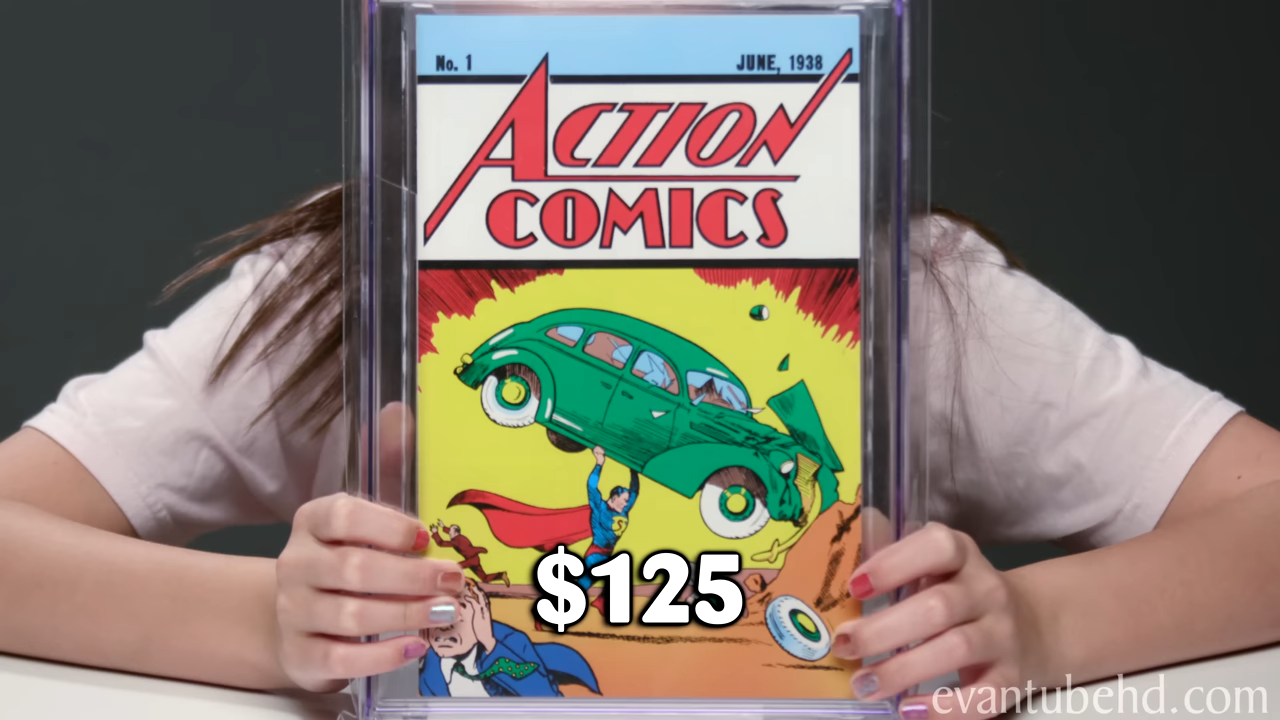 No. 1
JUNE, 1938
ACTION
COMICS
S
$125
evantubehd.com